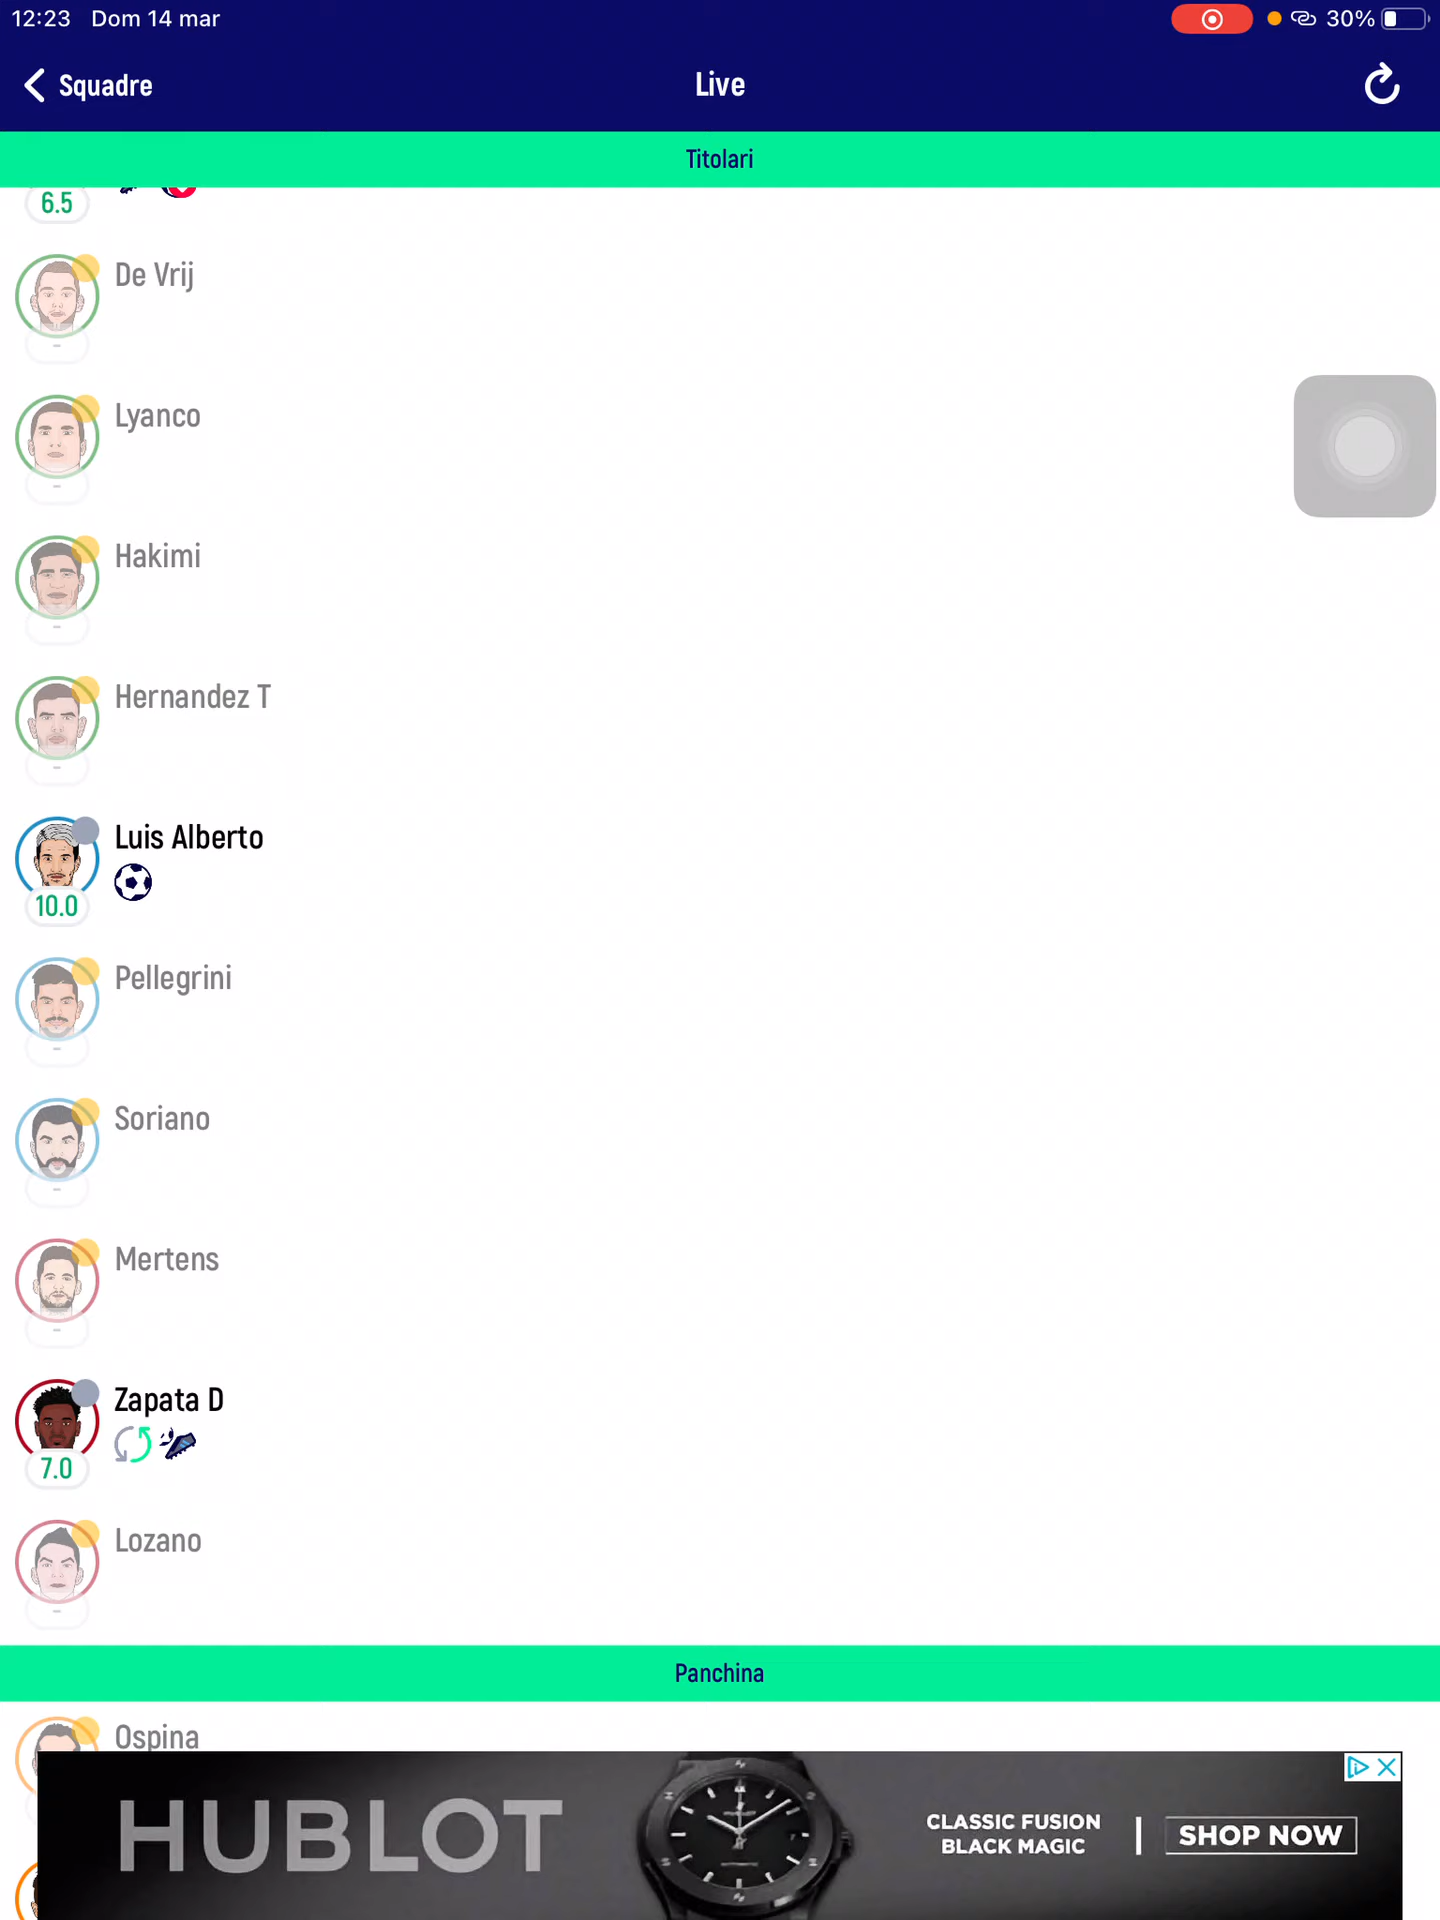 12:23 Dom 14 mar
30%
Squadre
Live
Titolari
6.5
De Vrij
-
Lyanco
-
Hakimi
-
Hernandez T
-
Luis Alberto
10.0
Pellegrini
-
Soriano
-
Mertens
-
Zapata D
7.0
Lozano
-
Panchina
Ospina
HUBLOT
CLASSIC FUSION
BLACK MAGIC
SHOP NOW